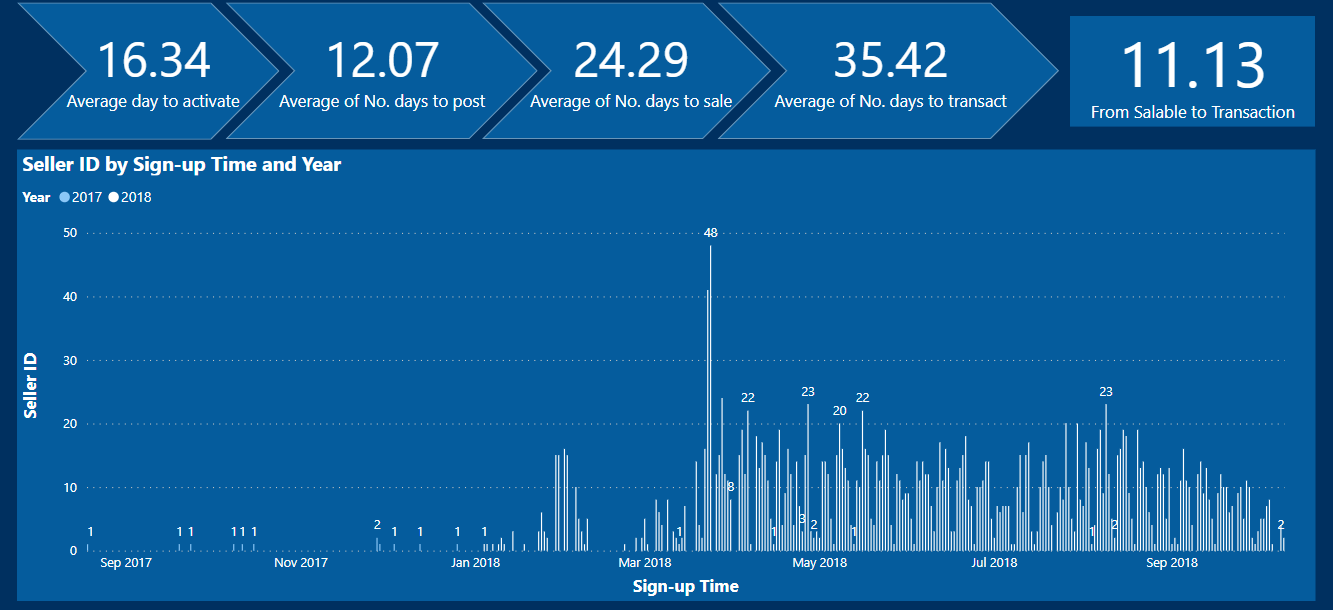 16.34
Average day to activate
12.07
Average of No. days to post
24.29
Average of No. days to sale
35.42
Average of No. days to transact
11.13
From Salable to Transaction
Seller ID by Sign-up Time and Year
Year 2017 2018
Seller ID
50
40
30
20
10
0
1 1 1 1 1 1 2 1 1 1 1 1 48 8 22 1 3 23 2 20 1 22 1 23 2 2
Sep 2017 Nov 2017 Jan 2018 Mar 2018 May 2018 Jul 2018 Sep 2018
Sign-up Time